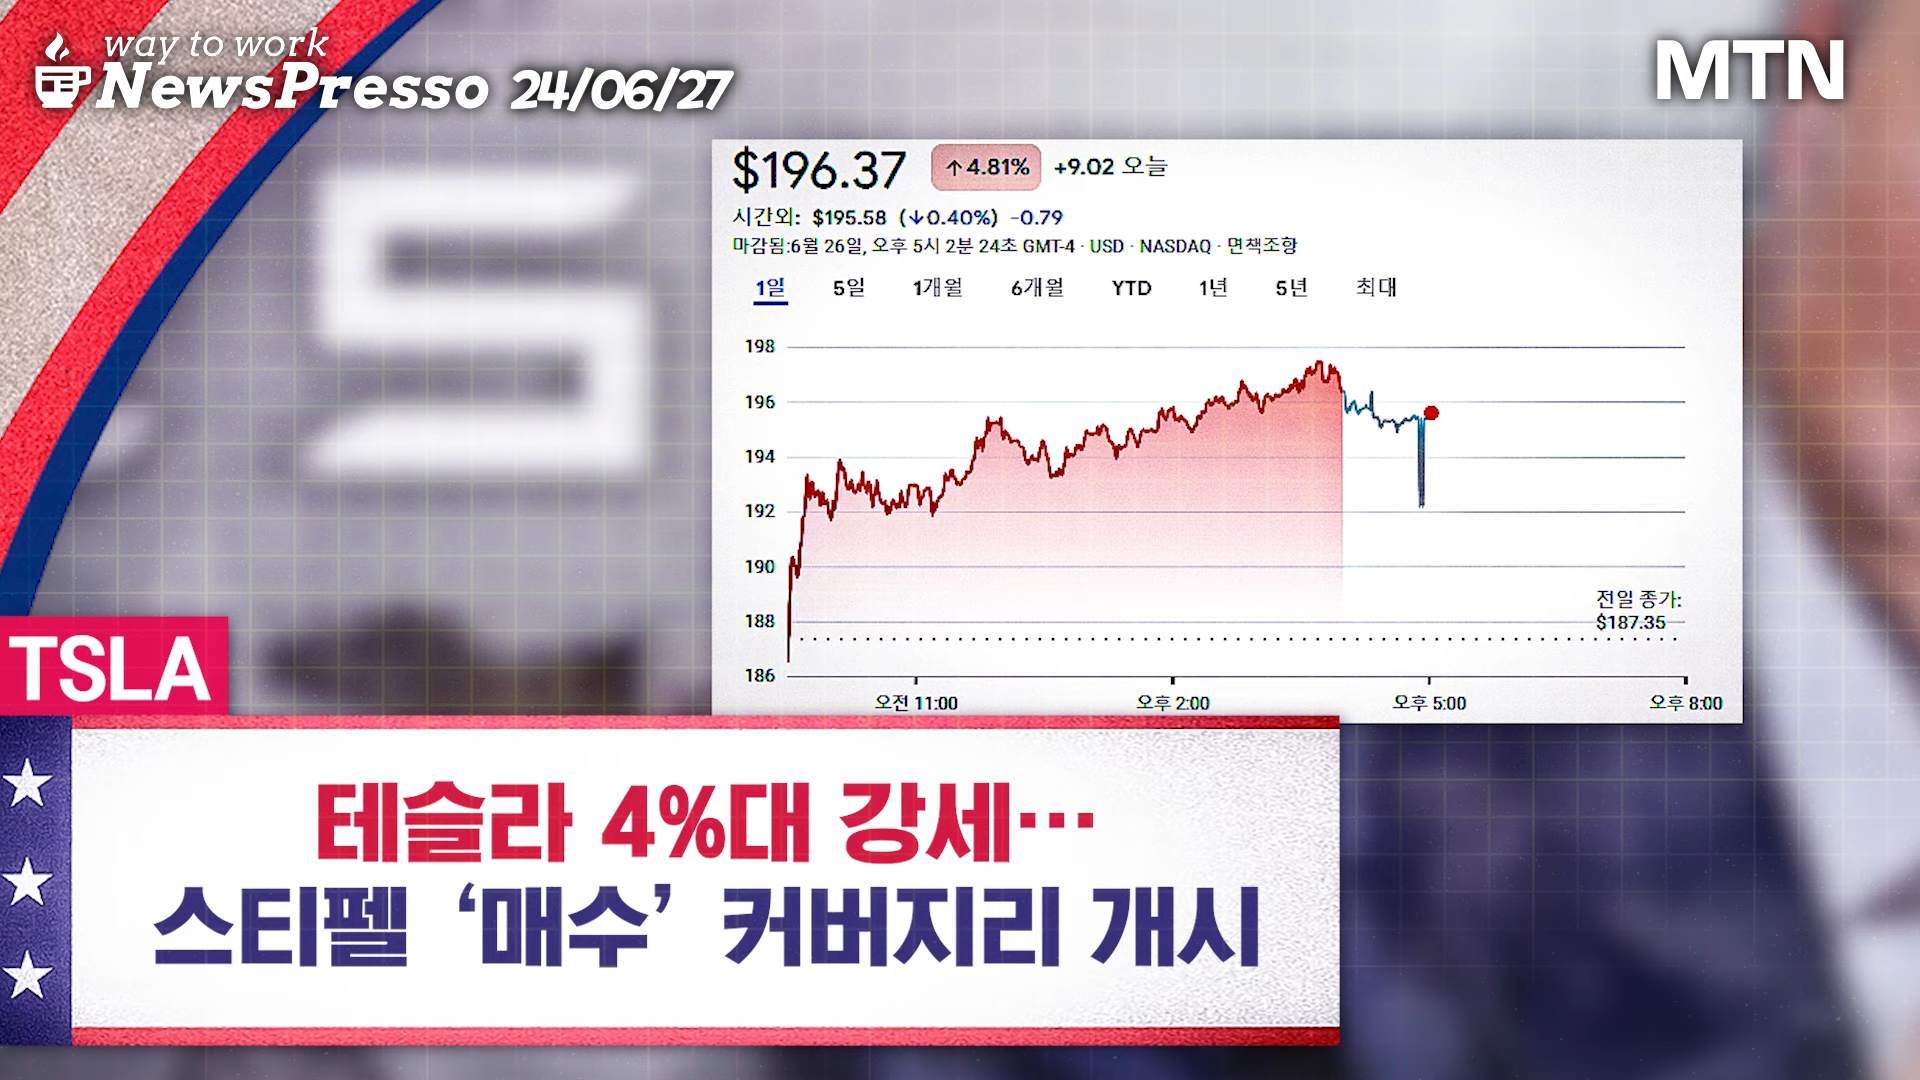 way to work
NewsPresso 24/06/27
MTN
$196.37 ↑4.81% +9.02 오늘
시간외: $195.58 (↓0.40%) -0.79
마감됨:6월 26일, 오후 5시 2분 24초 GMT-4 · USD · NASDAQ · 면책조항
1일 5일 1개월 6개월 YTD 1년 5년 최대
198
196
194
192
190
188
186
전일 종가:
$187.35
오전 11:00 오후 2:00 오후 5:00 오후 8:00
TSLA
테슬라 4%대 강세…
스티펠 ‘매수’ 커버지리 개시